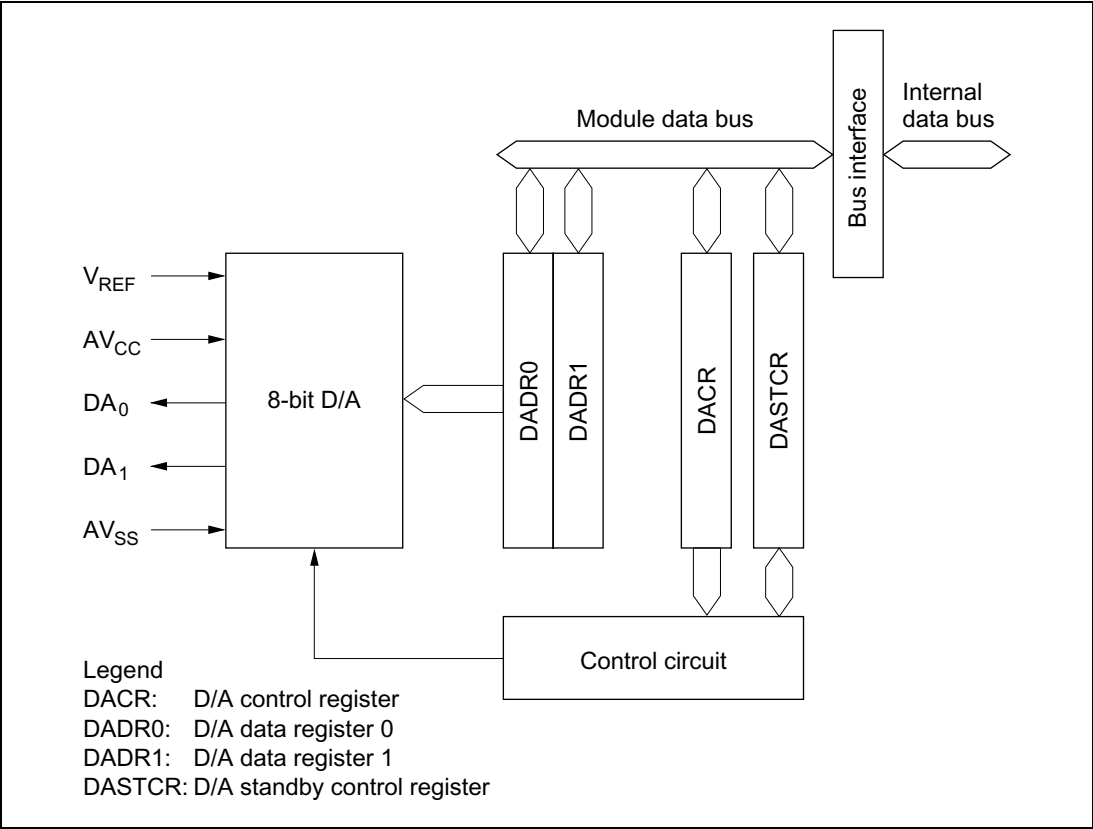 Module data bus
Internal
data bus
Bus interface
VREF
AVCC
DA0
DA1
AVSS
8-bit D/A
DADR0
DADR1
DACR
DASTCR
Control circuit
Legend
DACR: D/A control register
DADR0: D/A data register 0
DADR1: D/A data register 1
DASTCR: D/A standby control register